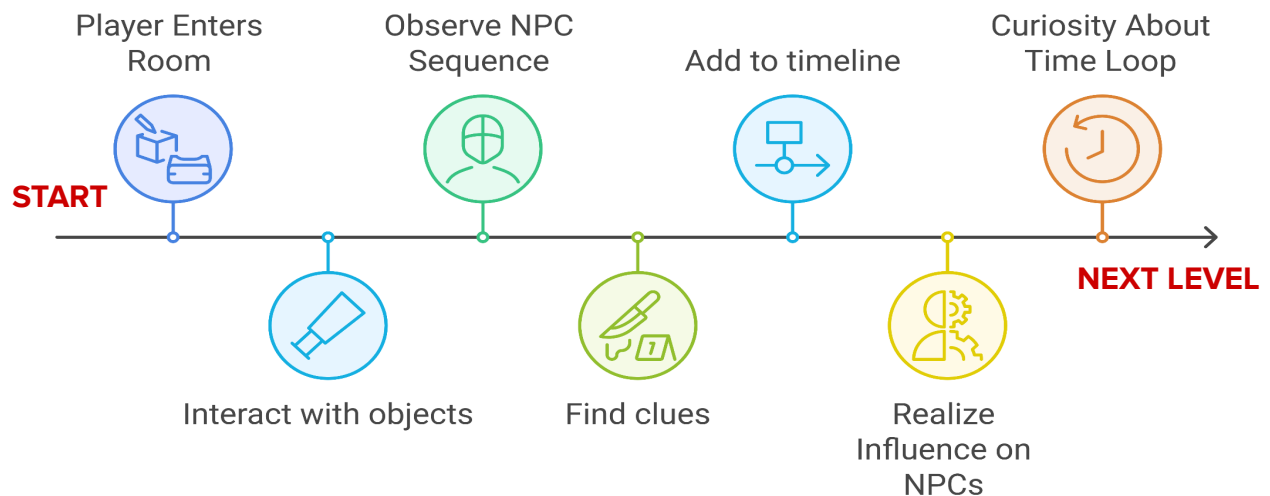 Player Enters
Room
Observe NPC
Sequence
Add to timeline
Curiosity About
Time Loop
START
NEXT LEVEL
1
Interact with objects
Find clues
Realize
Influence on
NPCs